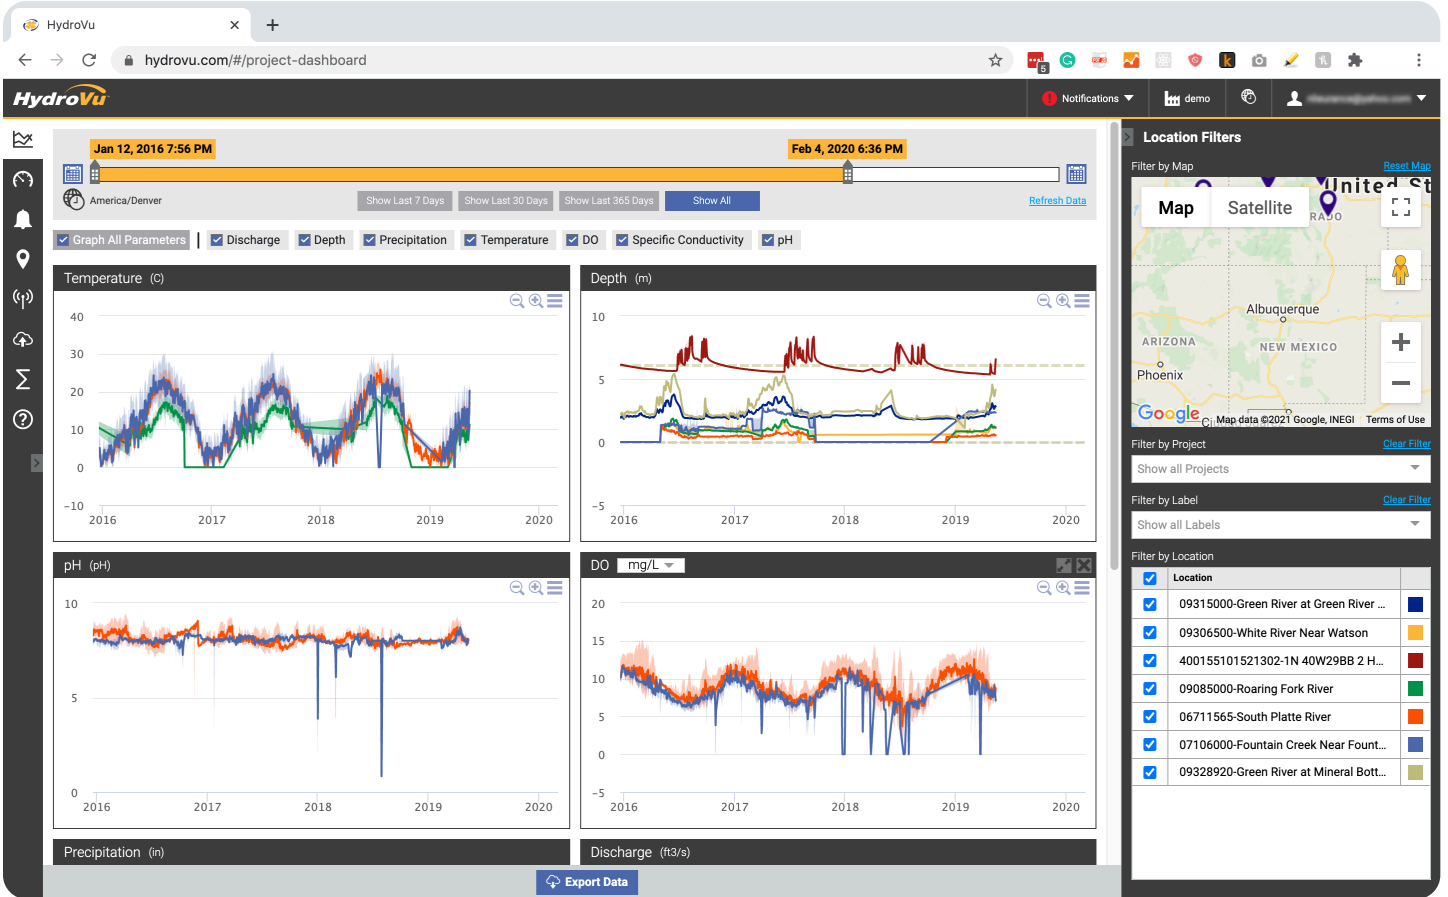 HydroVu
hydrovu.com/#/project-dashboard
5
HydroVu
Notifications
demo
Jan 12, 2016 7:56 PM
Feb 4, 2020 6:36 PM
America/Denver
Show Last 7 Days
Show Last 30 Days
Show Last 365 Days
Show All
Refresh Data
Graph All Parameters
Discharge
Depth
Precipitation
Temperature
DO
Specific Conductivity
pH
Temperature (C)
40
30
20
10
0
−10
2016
2017
2018
2019
2020
Depth (m)
10
5
0
−5
2016
2017
2018
2019
2020
pH (pH)
10
5
0
2016
2017
2018
2019
2020
DO mg/L
20
15
10
5
0
−5
2016
2017
2018
2019
2020
Precipitation (in)
Discharge (ft3/s)
Export Data
Location Filters
Filter by Map
Reset Map
United St
RADO
Map
Satellite
Albuquerque
ARIZONA
NEW MEXICO
Phoenix
Google
Map data ©2021 Google, INEGI
Terms of Use
Filter by Project
Clear Filter
Show all Projects
Filter by Label
Clear Filter
Show all Labels
Filter by Location
Location
09315000-Green River at Green River ...
09306500-White River Near Watson
400155101521302-1N 40W29BB 2 H...
09085000-Roaring Fork River
06711565-South Platte River
07106000-Fountain Creek Near Fount...
09328920-Green River at Mineral Bott...